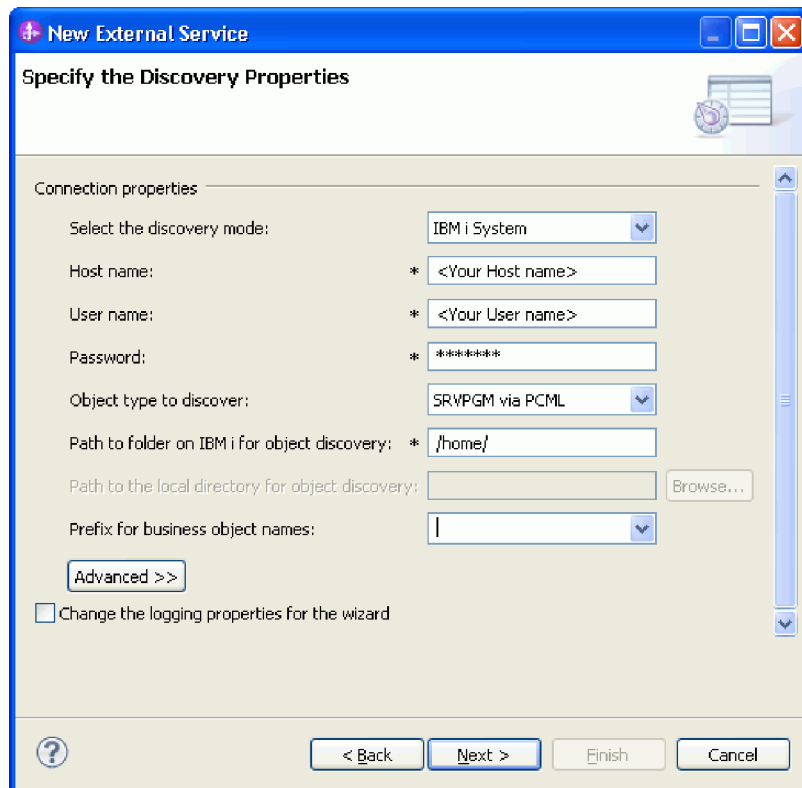 New External Service
Specify the Discovery Properties
Connection properties
Select the discovery mode: IBM i System
Host name: * <Your Host name>
User name: * <Your User name>
Password: * *******
Object type to discover: SRVPGM via PCML
Path to folder on IBM i for object discovery: * /home/
Path to the local directory for object discovery: Browse...
Prefix for business object names:
Advanced >>
Change the logging properties for the wizard
? < Back Next > Finish Cancel